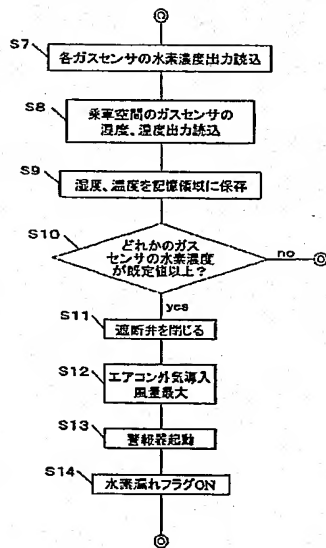 S7
各ガスセンサの水素濃度出力読込
S8
乗車空間のガスセンサの
湿度、温度出力読込
S9
湿度、温度を記憶領域に保存
S10
どれかのガス
センサの水素濃度
が既定値以上?
no
yes
S11
遮断弁を閉じる
S12
エアコン外気導入
風量最大
S13
警報器起動
S14
水素漏れフラグON